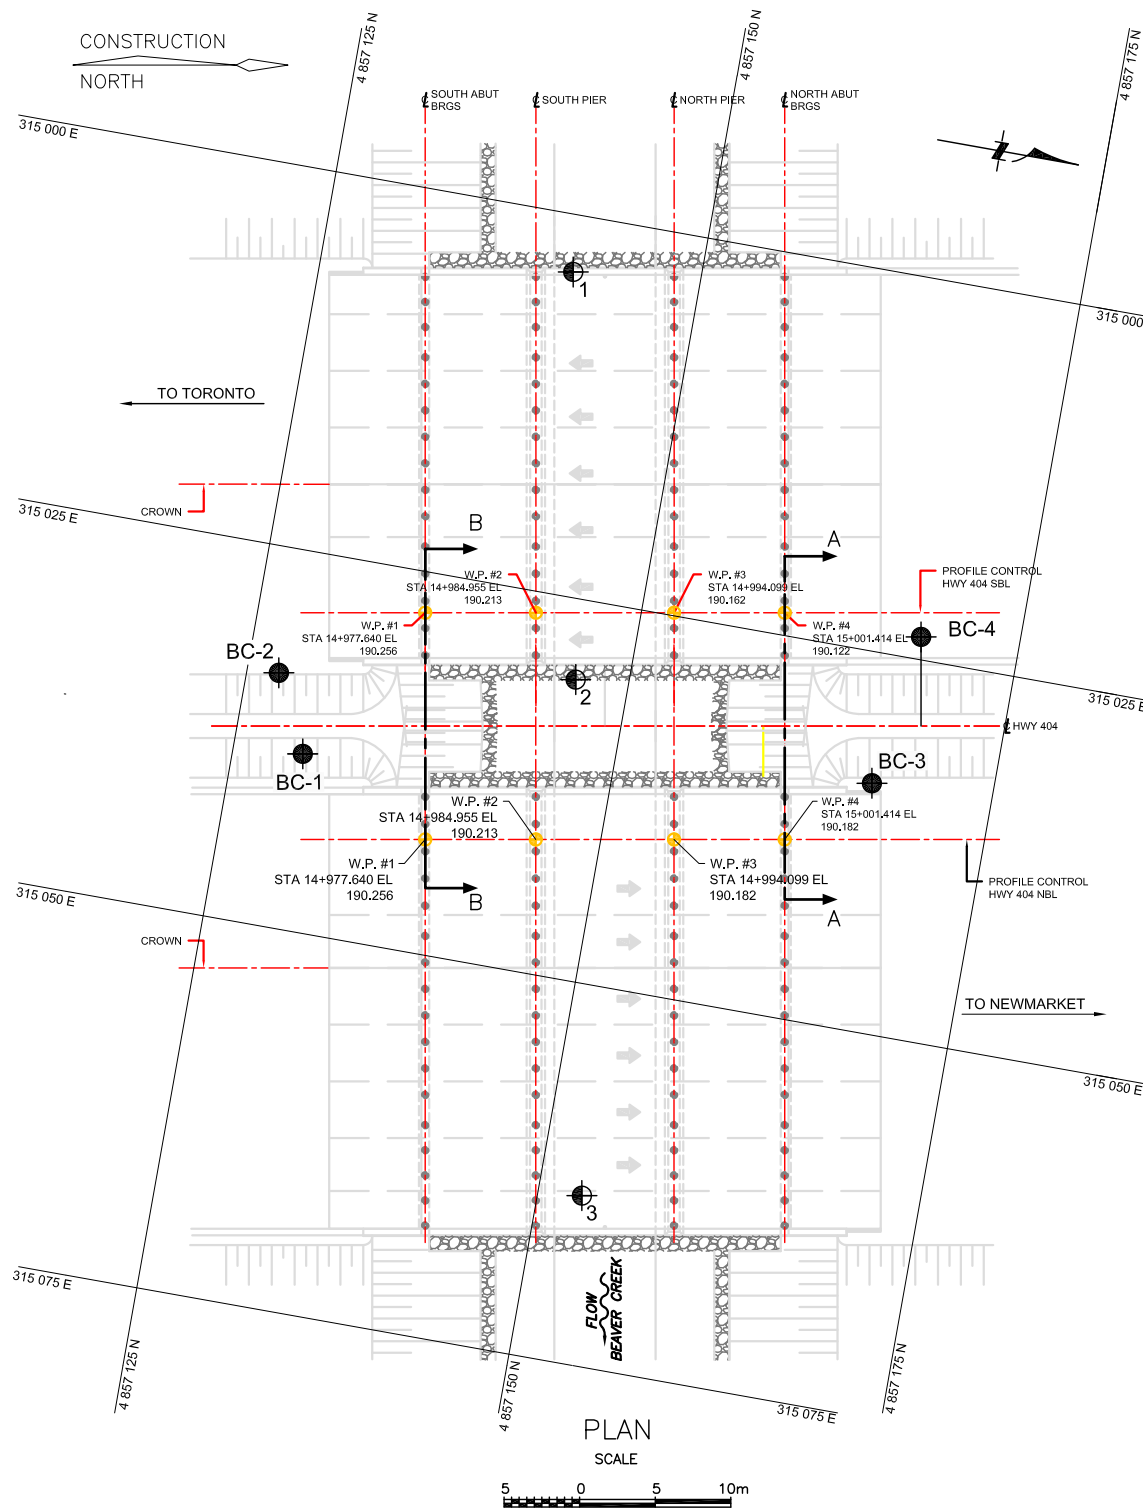 CONSTRUCTION
NORTH
4 857 125 N
4 857 150 N
4 857 175 N
℄ SOUTH ABUT
BRGS
℄ SOUTH PIER
℄ NORTH PIER
℄ NORTH ABUT
BRGS
315 000 E
N
1
315 000
TO TORONTO
CROWN
315 025 E
B
A
W.P. #2
STA 14+984.955 EL
190.213
W.P. #3
STA 14+994.099 EL
190.162
PROFILE CONTROL
HWY 404 SBL
W.P. #1
STA 14+977.640 EL
190.256
W.P. #4
STA 15+001.414 EL
190.122
BC-4
BC-2
2
315 025 E
℄ HWY 404
BC-1
BC-3
W.P. #2
STA 14+984.955 EL
190.213
W.P. #4
STA 15+001.414 EL
190.182
W.P. #1
STA 14+977.640 EL
190.256
W.P. #3
STA 14+994.099 EL
190.182
PROFILE CONTROL
HWY 404 NBL
315 050 E
B
A
CROWN
TO NEWMARKET
315 050 E
3
315 075 E
FLOW
BEAVER CREEK
4 857 125 N
4 857 150 N
4 857 175 N
315 075 E
PLAN
SCALE
5 0 5 10m